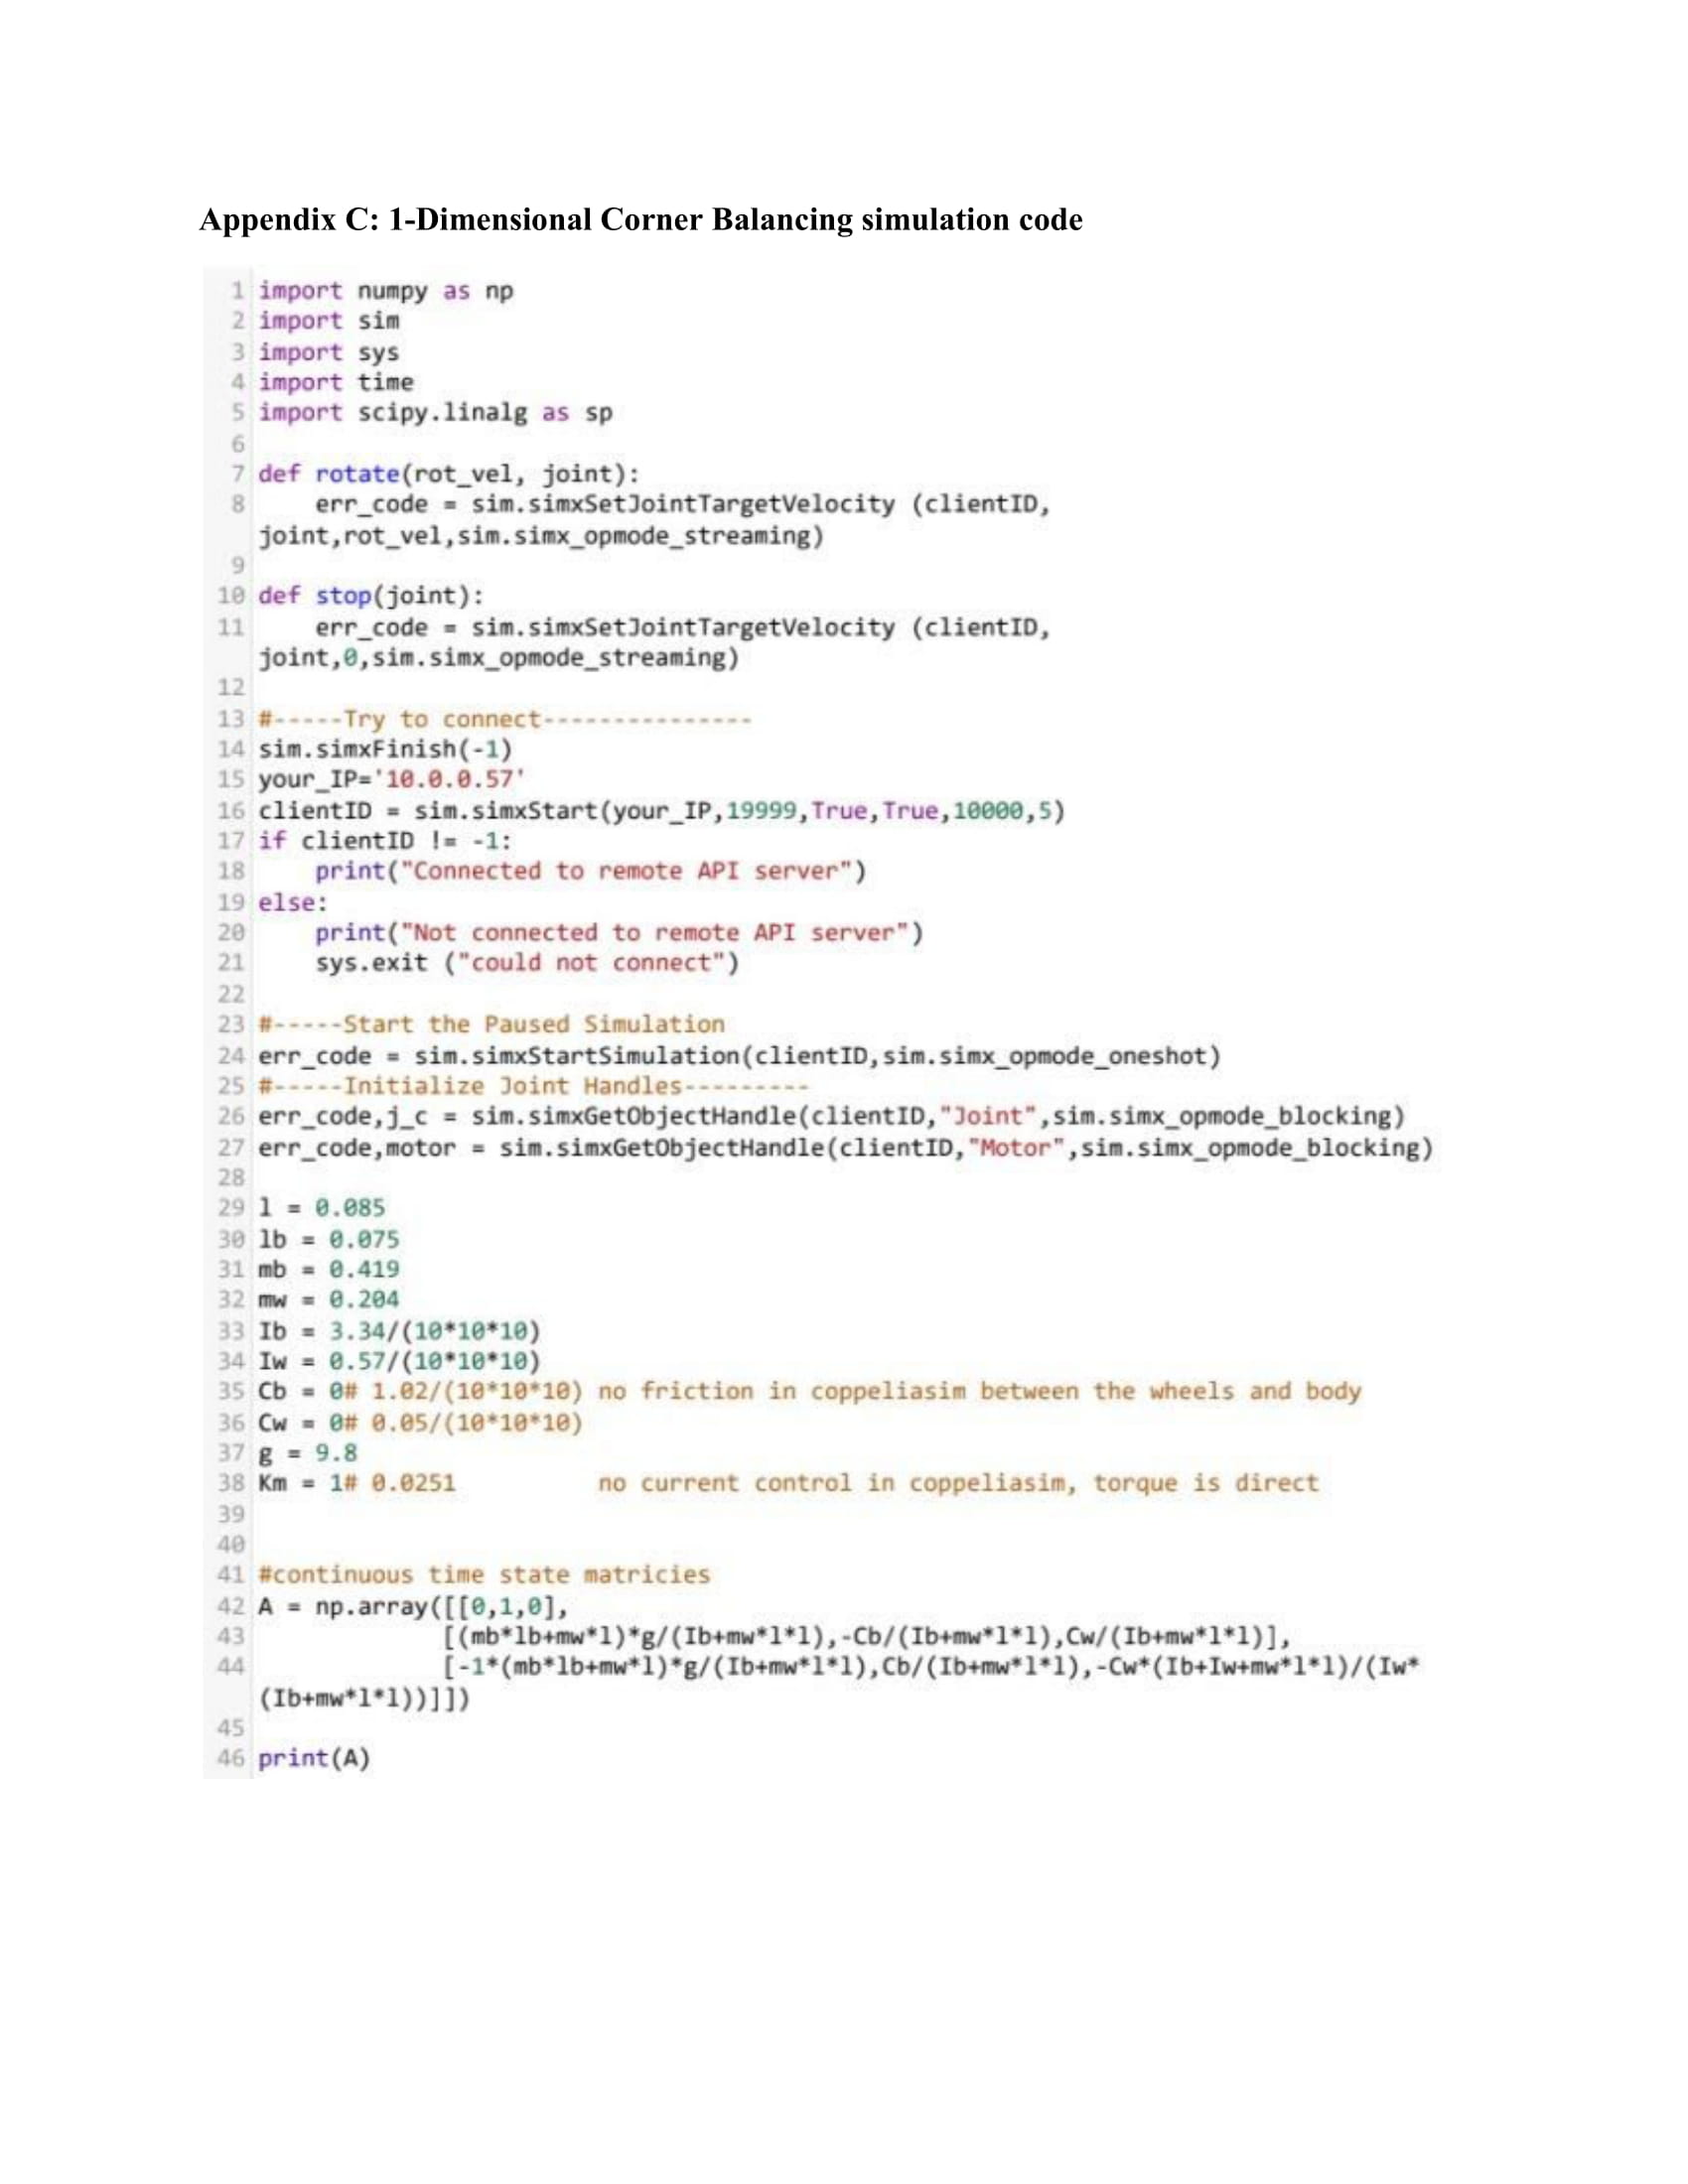 Appendix C: 1-Dimensional Corner Balancing simulation code
1 import numpy as np
2 import sim
3 import sys
4 import time
5 import scipy.linalg as sp
6
7 def rotate(rot_vel, joint):
8     err_code = sim.simxSetJointTargetVelocity (clientID,
joint,rot_vel,sim.simx_opmode_streaming)
9
10 def stop(joint):
11     err_code = sim.simxSetJointTargetVelocity (clientID,
joint,0,sim.simx_opmode_streaming)
12
13 #-----Try to connect---------------
14 sim.simxFinish(-1)
15 your_IP='10.0.0.57'
16 clientID = sim.simxStart(your_IP,19999,True,True,10000,5)
17 if clientID != -1:
18     print("Connected to remote API server")
19 else:
20     print("Not connected to remote API server")
21     sys.exit ("could not connect")
22
23 #-----Start the Paused Simulation
24 err_code = sim.simxStartSimulation(clientID,sim.simx_opmode_oneshot)
25 #-----Initialize Joint Handles---------
26 err_code,j_c = sim.simxGetObjectHandle(clientID,"Joint",sim.simx_opmode_blocking)
27 err_code,motor = sim.simxGetObjectHandle(clientID,"Motor",sim.simx_opmode_blocking)
28
29 l = 0.085
30 lb = 0.075
31 mb = 0.419
32 mw = 0.204
33 Ib = 3.34/(10*10*10)
34 Iw = 0.57/(10*10*10)
35 Cb = 0# 1.02/(10*10*10) no friction in coppeliasim between the wheels and body
36 Cw = 0# 0.05/(10*10*10)
37 g = 9.8
38 Km = 1# 0.0251          no current control in coppeliasim, torque is direct
39
40
41 #continuous time state matricies
42 A = np.array([[0,1,0],
43              [(mb*lb+mw*l)*g/(Ib+mw*l*l),-Cb/(Ib+mw*l*l),Cw/(Ib+mw*l*l)],
44              [-1*(mb*lb+mw*l)*g/(Ib+mw*l*l),Cb/(Ib+mw*l*l),-Cw*(Ib+Iw+mw*l*l)/(Iw*
(Ib+mw*l*l))]])
45
46 print(A)